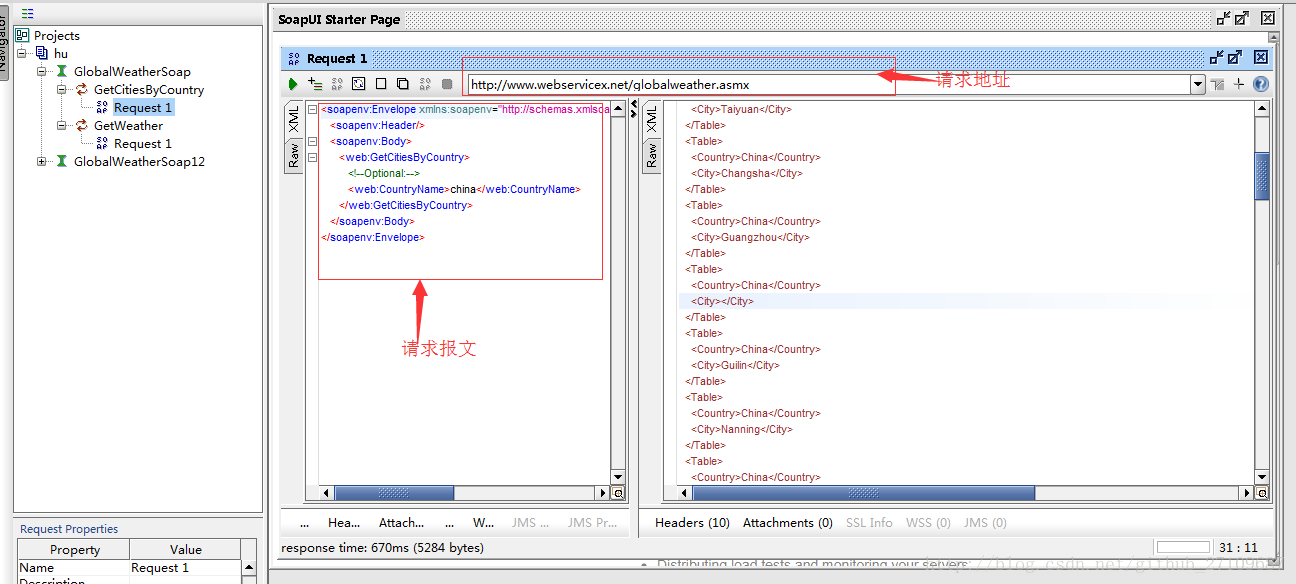 Navigator
Projects
hu
GlobalWeatherSoap
GetCitiesByCountry
Request 1
GetWeather
Request 1
GlobalWeatherSoap12
Request Properties
Property Value
Name Request 1
Description
SoapUI Starter Page
Request 1
http://www.webservicex.net/globalweather.asmx
请求地址
XML
Raw
<soapenv:Envelope xmlns:soapenv="http://schemas.xmlsoa
<soapenv:Header/>
<soapenv:Body>
<web:GetCitiesByCountry>
<!--Optional:-->
<web:CountryName>china</web:CountryName>
</web:GetCitiesByCountry>
</soapenv:Body>
</soapenv:Envelope>
请求报文
XML
Raw
<City>Taiyuan</City>
</Table>
<Table>
<Country>China</Country>
<City>Changsha</City>
</Table>
<Table>
<Country>China</Country>
<City>Guangzhou</City>
</Table>
<Table>
<Country>China</Country>
<City></City>
</Table>
<Table>
<Country>China</Country>
<City>Guilin</City>
</Table>
<Table>
<Country>China</Country>
<City>Nanning</City>
</Table>
<Table>
<Country>China</Country>
... Hea... Attach... ... W... JMS ... JMS Pr...
Headers (10) Attachments (0) SSL Info WSS (0) JMS (0)
response time: 670ms (5284 bytes)
31 : 11
Distributing load tests and monitoring your servers